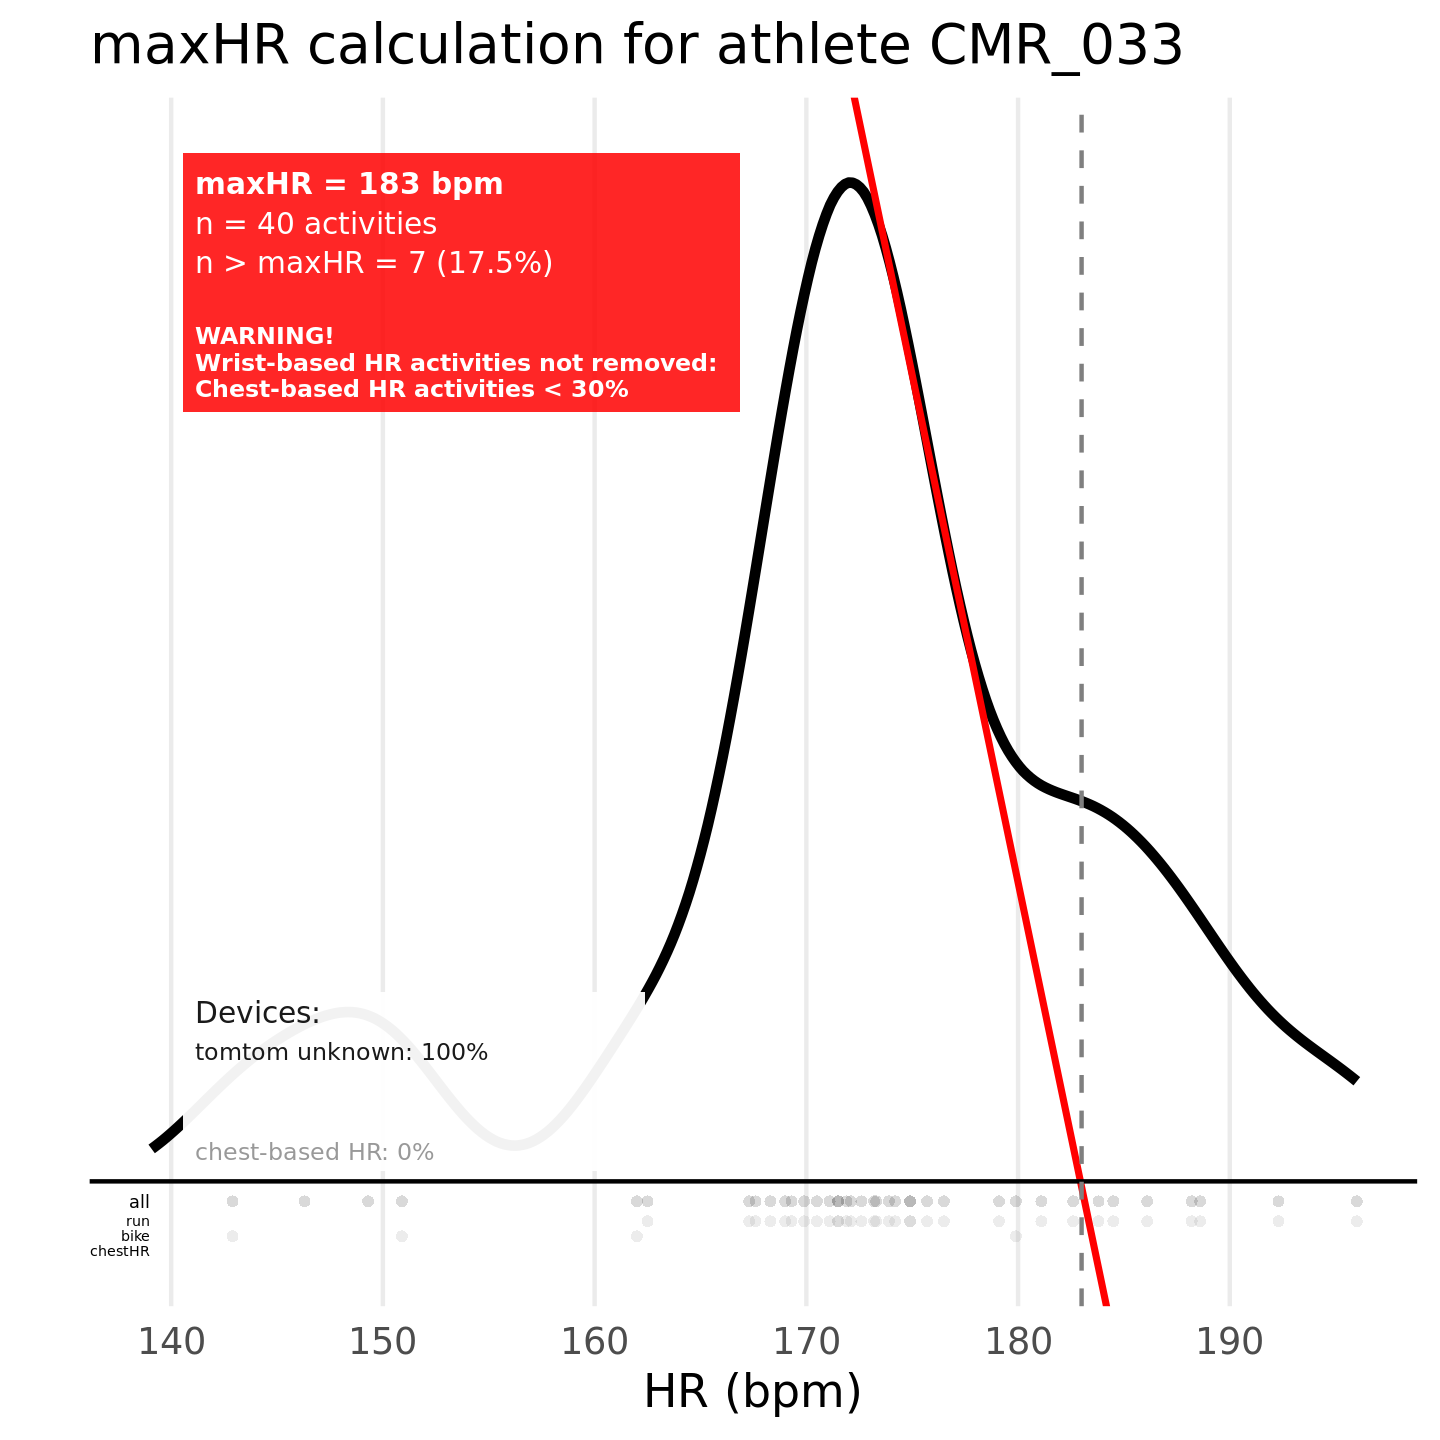 maxHR calculation for athlete CMR_033
maxHR = 183 bpm
n = 40 activities
n > maxHR = 7 (17.5%)
WARNING!
Wrist-based HR activities not removed:
Chest-based HR activities < 30%
Devices:
tomtom unknown: 100%
chest-based HR: 0%
all
run
bike
chestHR
140 150 160 170 180 190
HR (bpm)